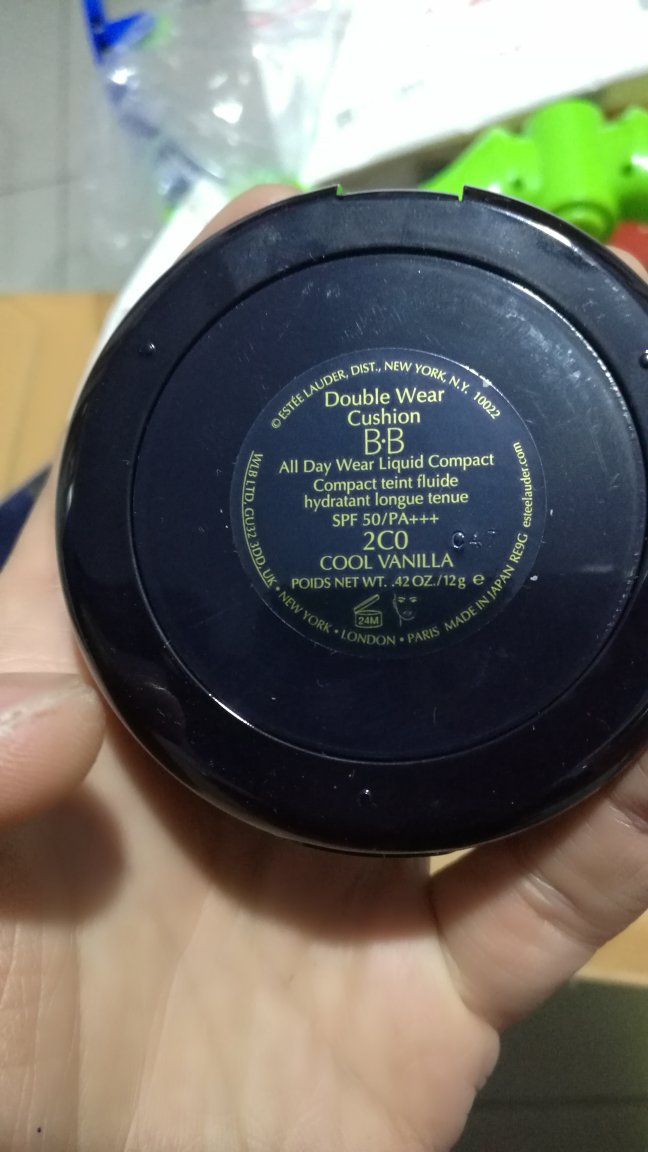 © ESTÉE LAUDER, DIST., NEW YORK, N.Y. 10022
Double Wear
Cushion
B·B
All Day Wear Liquid Compact
Compact teint fluide
hydratant longue tenue
SPF 50/PA+++
2C0
COOL VANILLA
POIDS NET WT. .42 OZ./12g e
24M
WLB LTD. GU32 3DD, UK • NEW YORK • LONDON • PARIS MADE IN JAPAN RE9G esteelauder.com